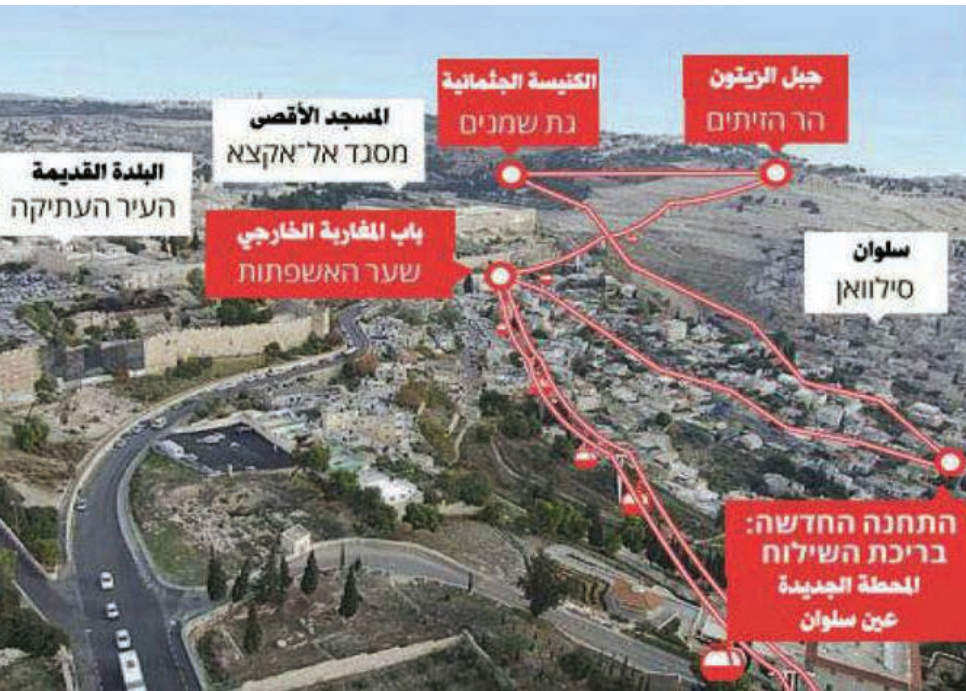 جبل الزيتون
הר הזיתים
الكنيسة الجثمانية
גת שמנים
المسجد الأقصى
מסגד אל־אקצא
البلدة القديمة
העיר העתיקה
باب المغاربة الخارجي
שער האשפתות
سلوان
סילוואן
התחנה החדשה:
בריכת השילוח
المحطة الجديدة
عين سلوان